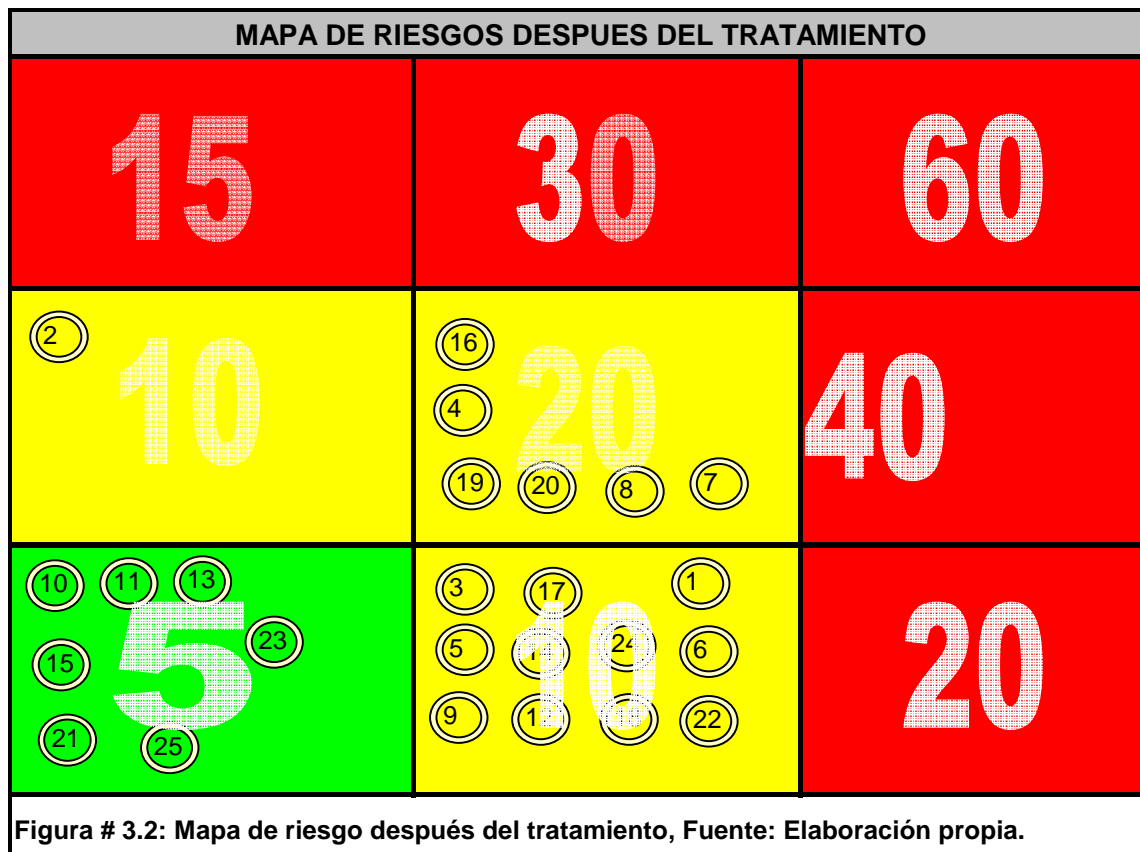 MAPA DE RIESGOS DESPUES DEL TRATAMIENTO
15 30 60
2
10
16
4
20
19 20 8 7
40
10 11 13
23
15
5
21 25
3 17 1
5 24 6
10
9 22
20
Figura # 3.2: Mapa de riesgo después del tratamiento, Fuente: Elaboración propia.